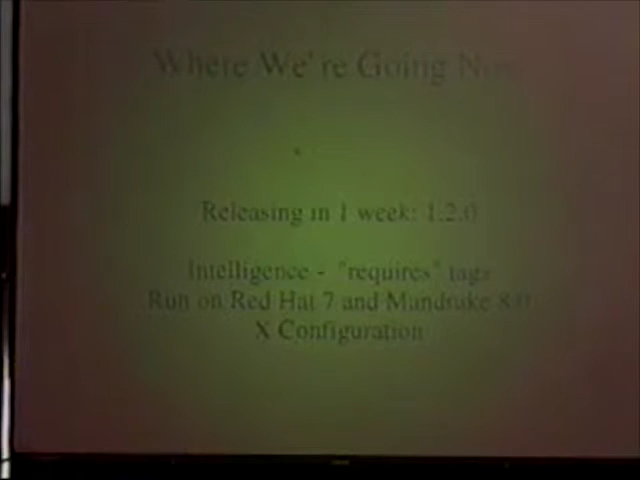 Where We're Going Now
Releasing in 1 week: 1.2.0
Intelligence - "requires" tags
Run on Red Hat 7 and Mandrake 8.0
X Configuration